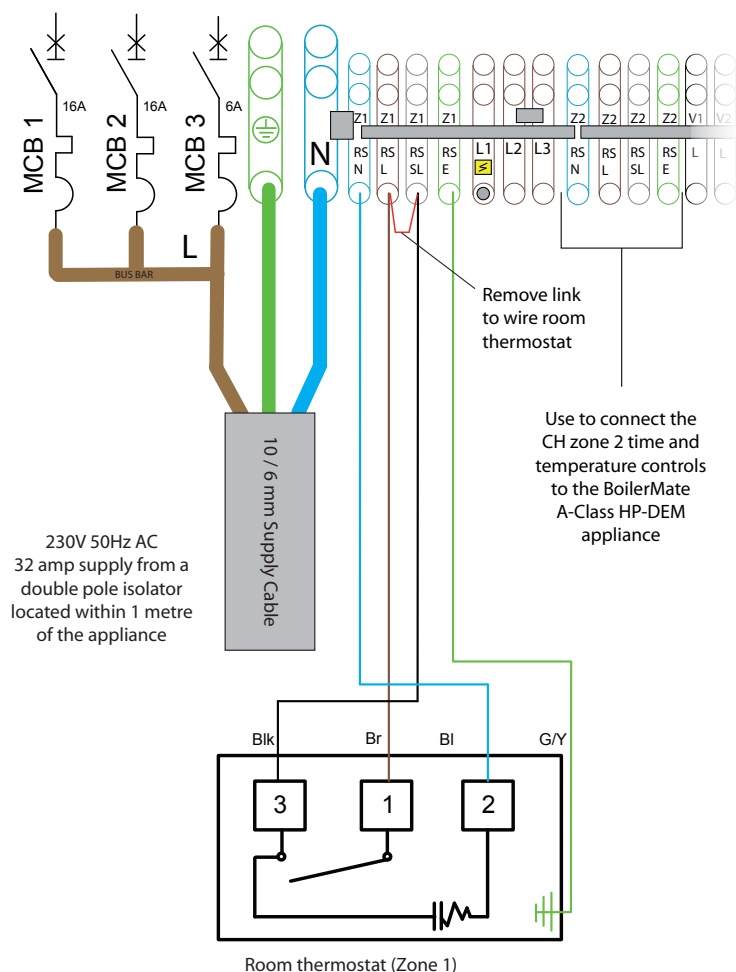 16A
16A
6A
MCB 1
MCB 2
MCB 3
N
L
BUS BAR
Z1 Z1 Z1 Z1 Z2 Z2 Z2 Z2 V1 V2
L1 L2 L3
RS N
RS L
RS SL
RS E
RS N
RS L
RS SL
RS E
L
L
Remove link
to wire room
thermostat
Use to connect the
CH zone 2 time and
temperature controls
to the BoilerMate
A-Class HP-DEM
appliance
10 / 6 mm Supply Cable
230V 50Hz AC
32 amp supply from a
double pole isolator
located within 1 metre
of the appliance
Blk Br Bl G/Y
3 1 2
Room thermostat (Zone 1)